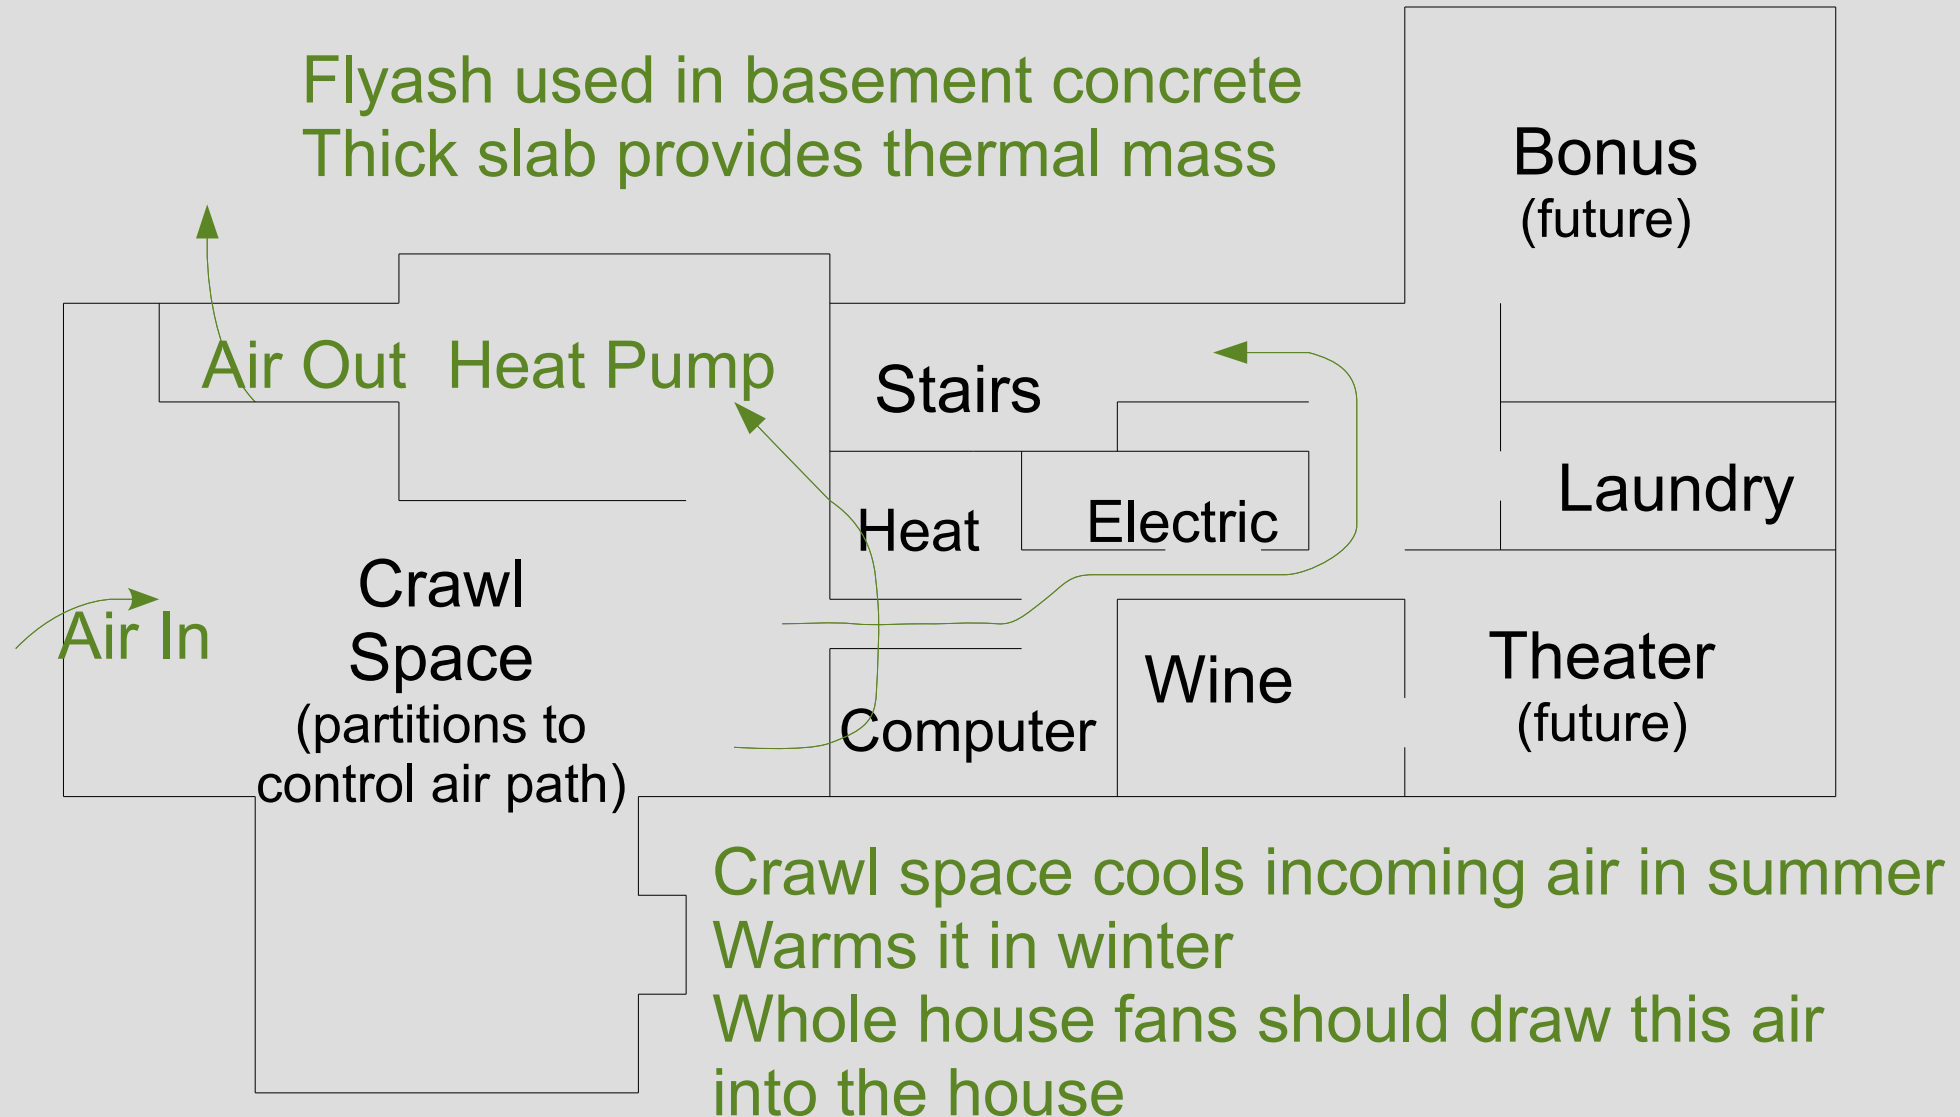 Flyash used in basement concrete
Thick slab provides thermal mass
Bonus
(future)
Air Out
Heat Pump
Stairs
Laundry
Heat
Electric
Crawl
Space
(partitions to
control air path)
Air In
Computer
Wine
Theater
(future)
Crawl space cools incoming air in summer
Warms it in winter
Whole house fans should draw this air
into the house